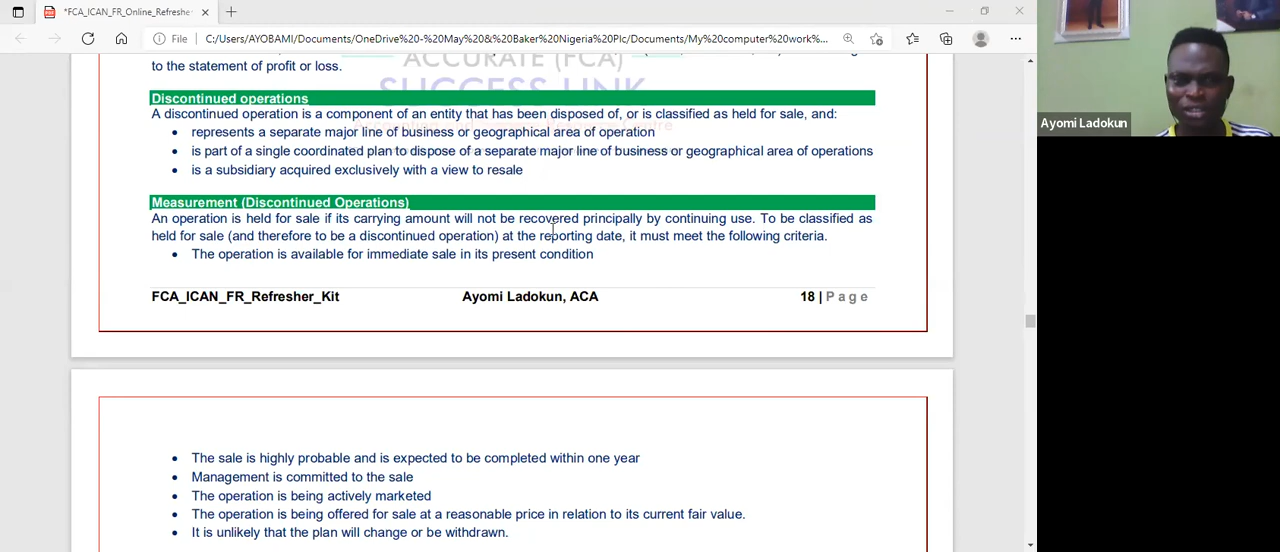 *FCA_ICAN_FR_Online_Refresher
File
C:/Users/AYOBAMI/Documents/OneDrive%20-%20May%20&%20Baker%20Nigeria%20Plc/Documents/My%20computer%20work%...
ACCURATE (FCA)
to the statement of profit or loss.
SUCCESS LINK
Discontinued operations
A discontinued operation is a component of an entity that has been disposed of, or is classified as held for sale, and:
Centre
• represents a separate major line of business or geographical area of operation
• is part of a single coordinated plan to dispose of a separate major line of business or geographical area of operations
• is a subsidiary acquired exclusively with a view to resale
Measurement (Discontinued Operations)
An operation is held for sale if its carrying amount will not be recovered principally by continuing use. To be classified as
held for sale (and therefore to be a discontinued operation) at the reporting date, it must meet the following criteria.
• The operation is available for immediate sale in its present condition
FCA_ICAN_FR_Refresher_Kit Ayomi Ladokun, ACA 18 | Page
• The sale is highly probable and is expected to be completed within one year
• Management is committed to the sale
• The operation is being actively marketed
• The operation is being offered for sale at a reasonable price in relation to its current fair value.
• It is unlikely that the plan will change or be withdrawn.
Ayomi Ladokun